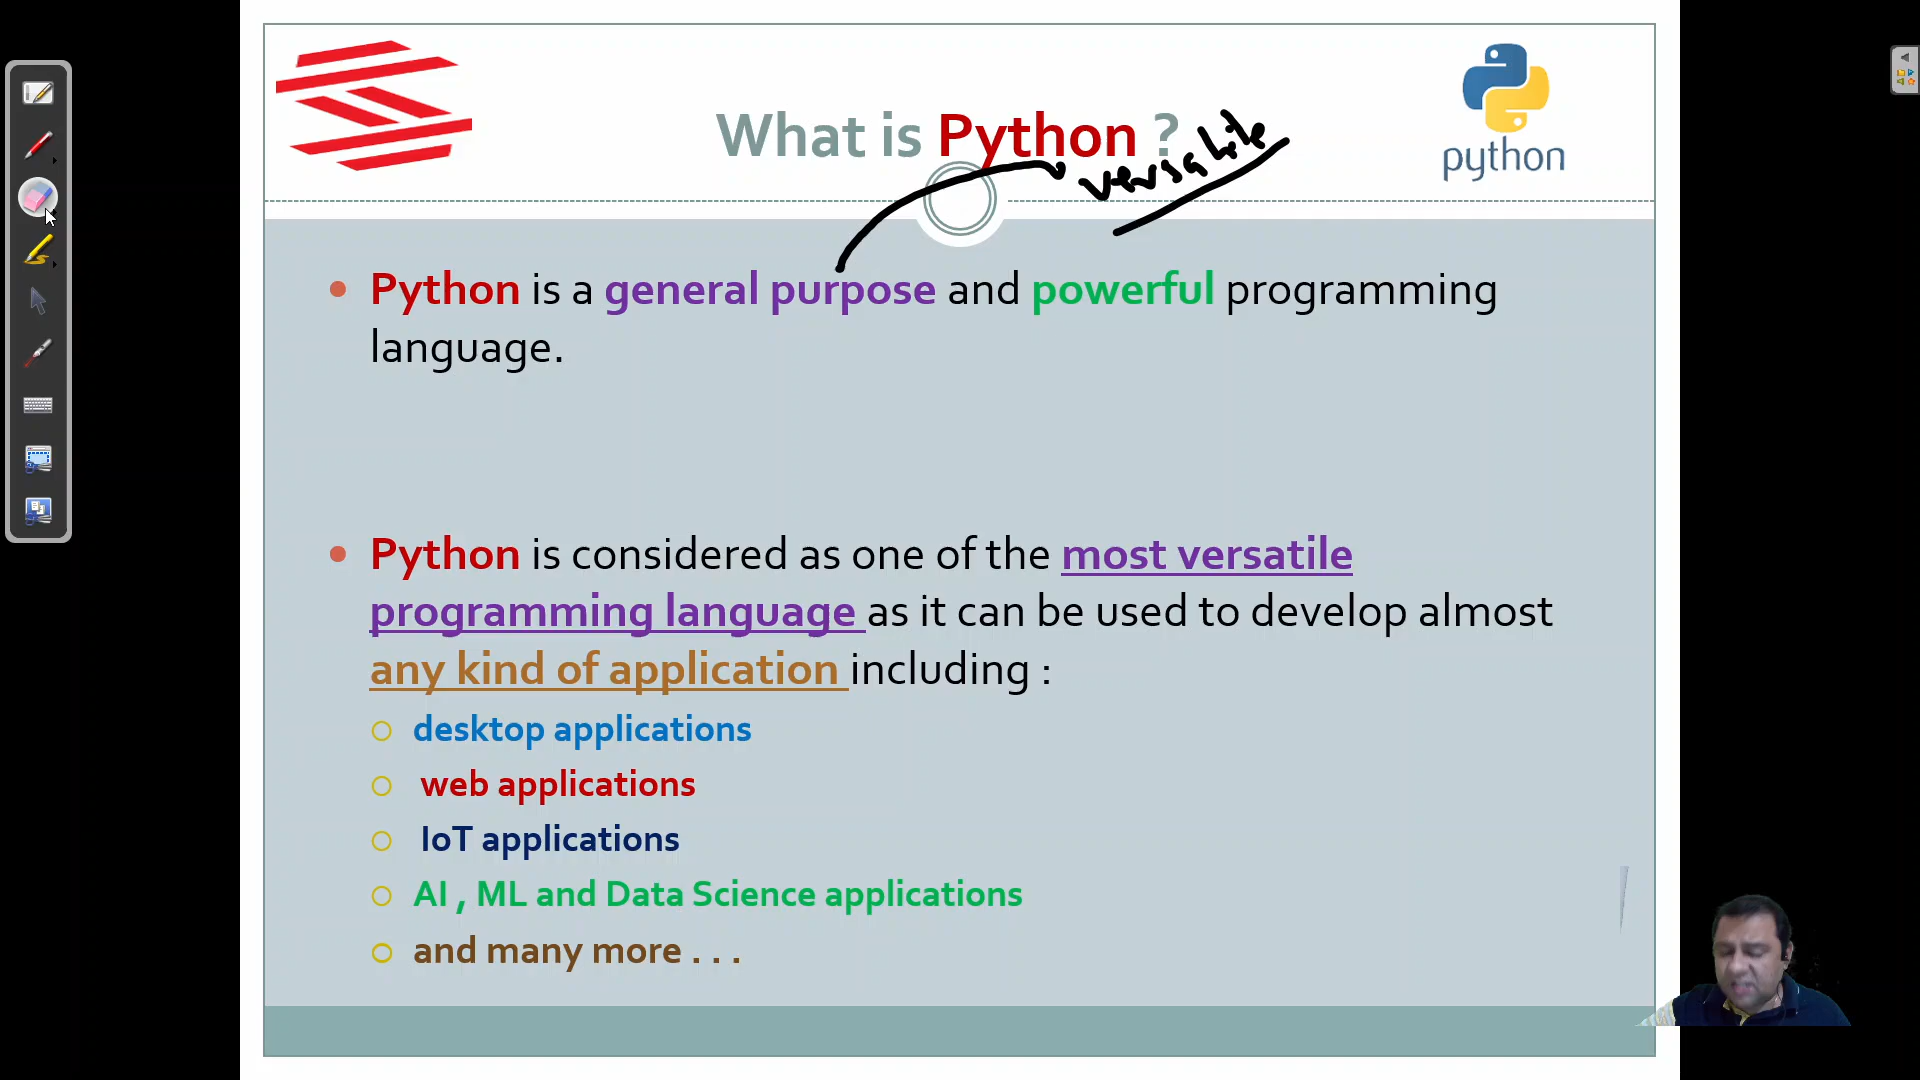 What is Python ?
versatile
python
Python is a general purpose and powerful programming
language.
Python is considered as one of the most versatile
programming language as it can be used to develop almost
any kind of application including :
desktop applications
web applications
IoT applications
AI , ML and Data Science applications
and many more . . .